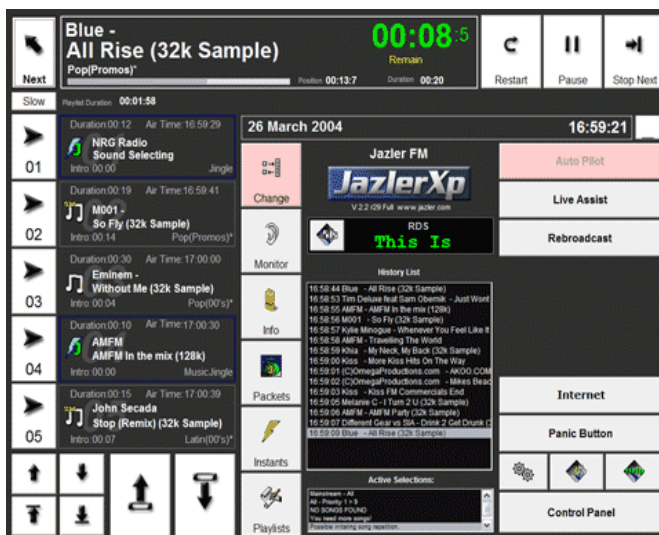 Next
Blue -
All Rise (32k Sample)
Pop(Promos)*
00:08:5
Remain
Position 00:13:7 Duration 00:20
Restart
Pause
Stop Next
Slow
Playlist Duration 00:01:58
01
Duration:00:12 Air Time:16:59:29
NRG Radio
Sound Selecting
Intro:00:00 Jingle
02
Duration:00:19 Air Time:16:59:41
M001 -
So Fly (32k Sample)
Intro:00:14 Pop(Promos)*
03
Duration:00:30 Air Time:17:00:00
Eminem -
Without Me (32k Sample)
Intro:00:04 Pop(00's)*
04
Duration:00:10 Air Time:17:00:30
AMFM
AMFM In the mix (128k)
Intro:00:00 Music Jingle
05
Duration:00:15 Air Time:17:00:39
John Secada
Stop (Remix) (32k Sample)
Intro:00:07 Latin(00's)*
26 March 2004 16:59:21
Change
Monitor
Info
Packets
Instants
Playlists
Jazler FM
JazlerXp
V.2.2 r29 Full www.jazler.com
RDS
This Is
History List
16:58:44 Blue - All Rise (32k Sample)
16:58:53 Tim Deluxe feat Sam Obernik - Just Wont
16:58:55 AMFM - AMFM In the mix (128k)
16:58:56 M001 - So Fly (32k Sample)
16:58:57 Kylie Minogue - Whenever You Feel Like It
16:58:58 AMFM - Travelling The World
16:58:59 Khia - My Neck, My Back (32k Sample)
16:59:00 Kiss - More Kiss Hits On The Way
16:59:01 (C)OmegaProductions.com - AKOO.COM
16:59:02 (C)OmegaProductions.com - Mikes Beac
16:59:03 Kiss - Kiss FM Commercials End
16:59:05 Melanie C - I Turn 2 U (32k Sample)
16:59:06 AMFM - AMFM Party (32k Sample)
16:59:07 Different Gear vs SIA - Drink 2 Get Drunk (
16:59:09 Blue - All Rise (32k Sample)
Active Selections:
Mainstream - All
All - Priority 1 > 9
NO SONGS FOUND
You need more songs!
Possible irritating song repetition.
Auto Pilot
Live Assist
Rebroadcast
Internet
Panic Button
Control Panel